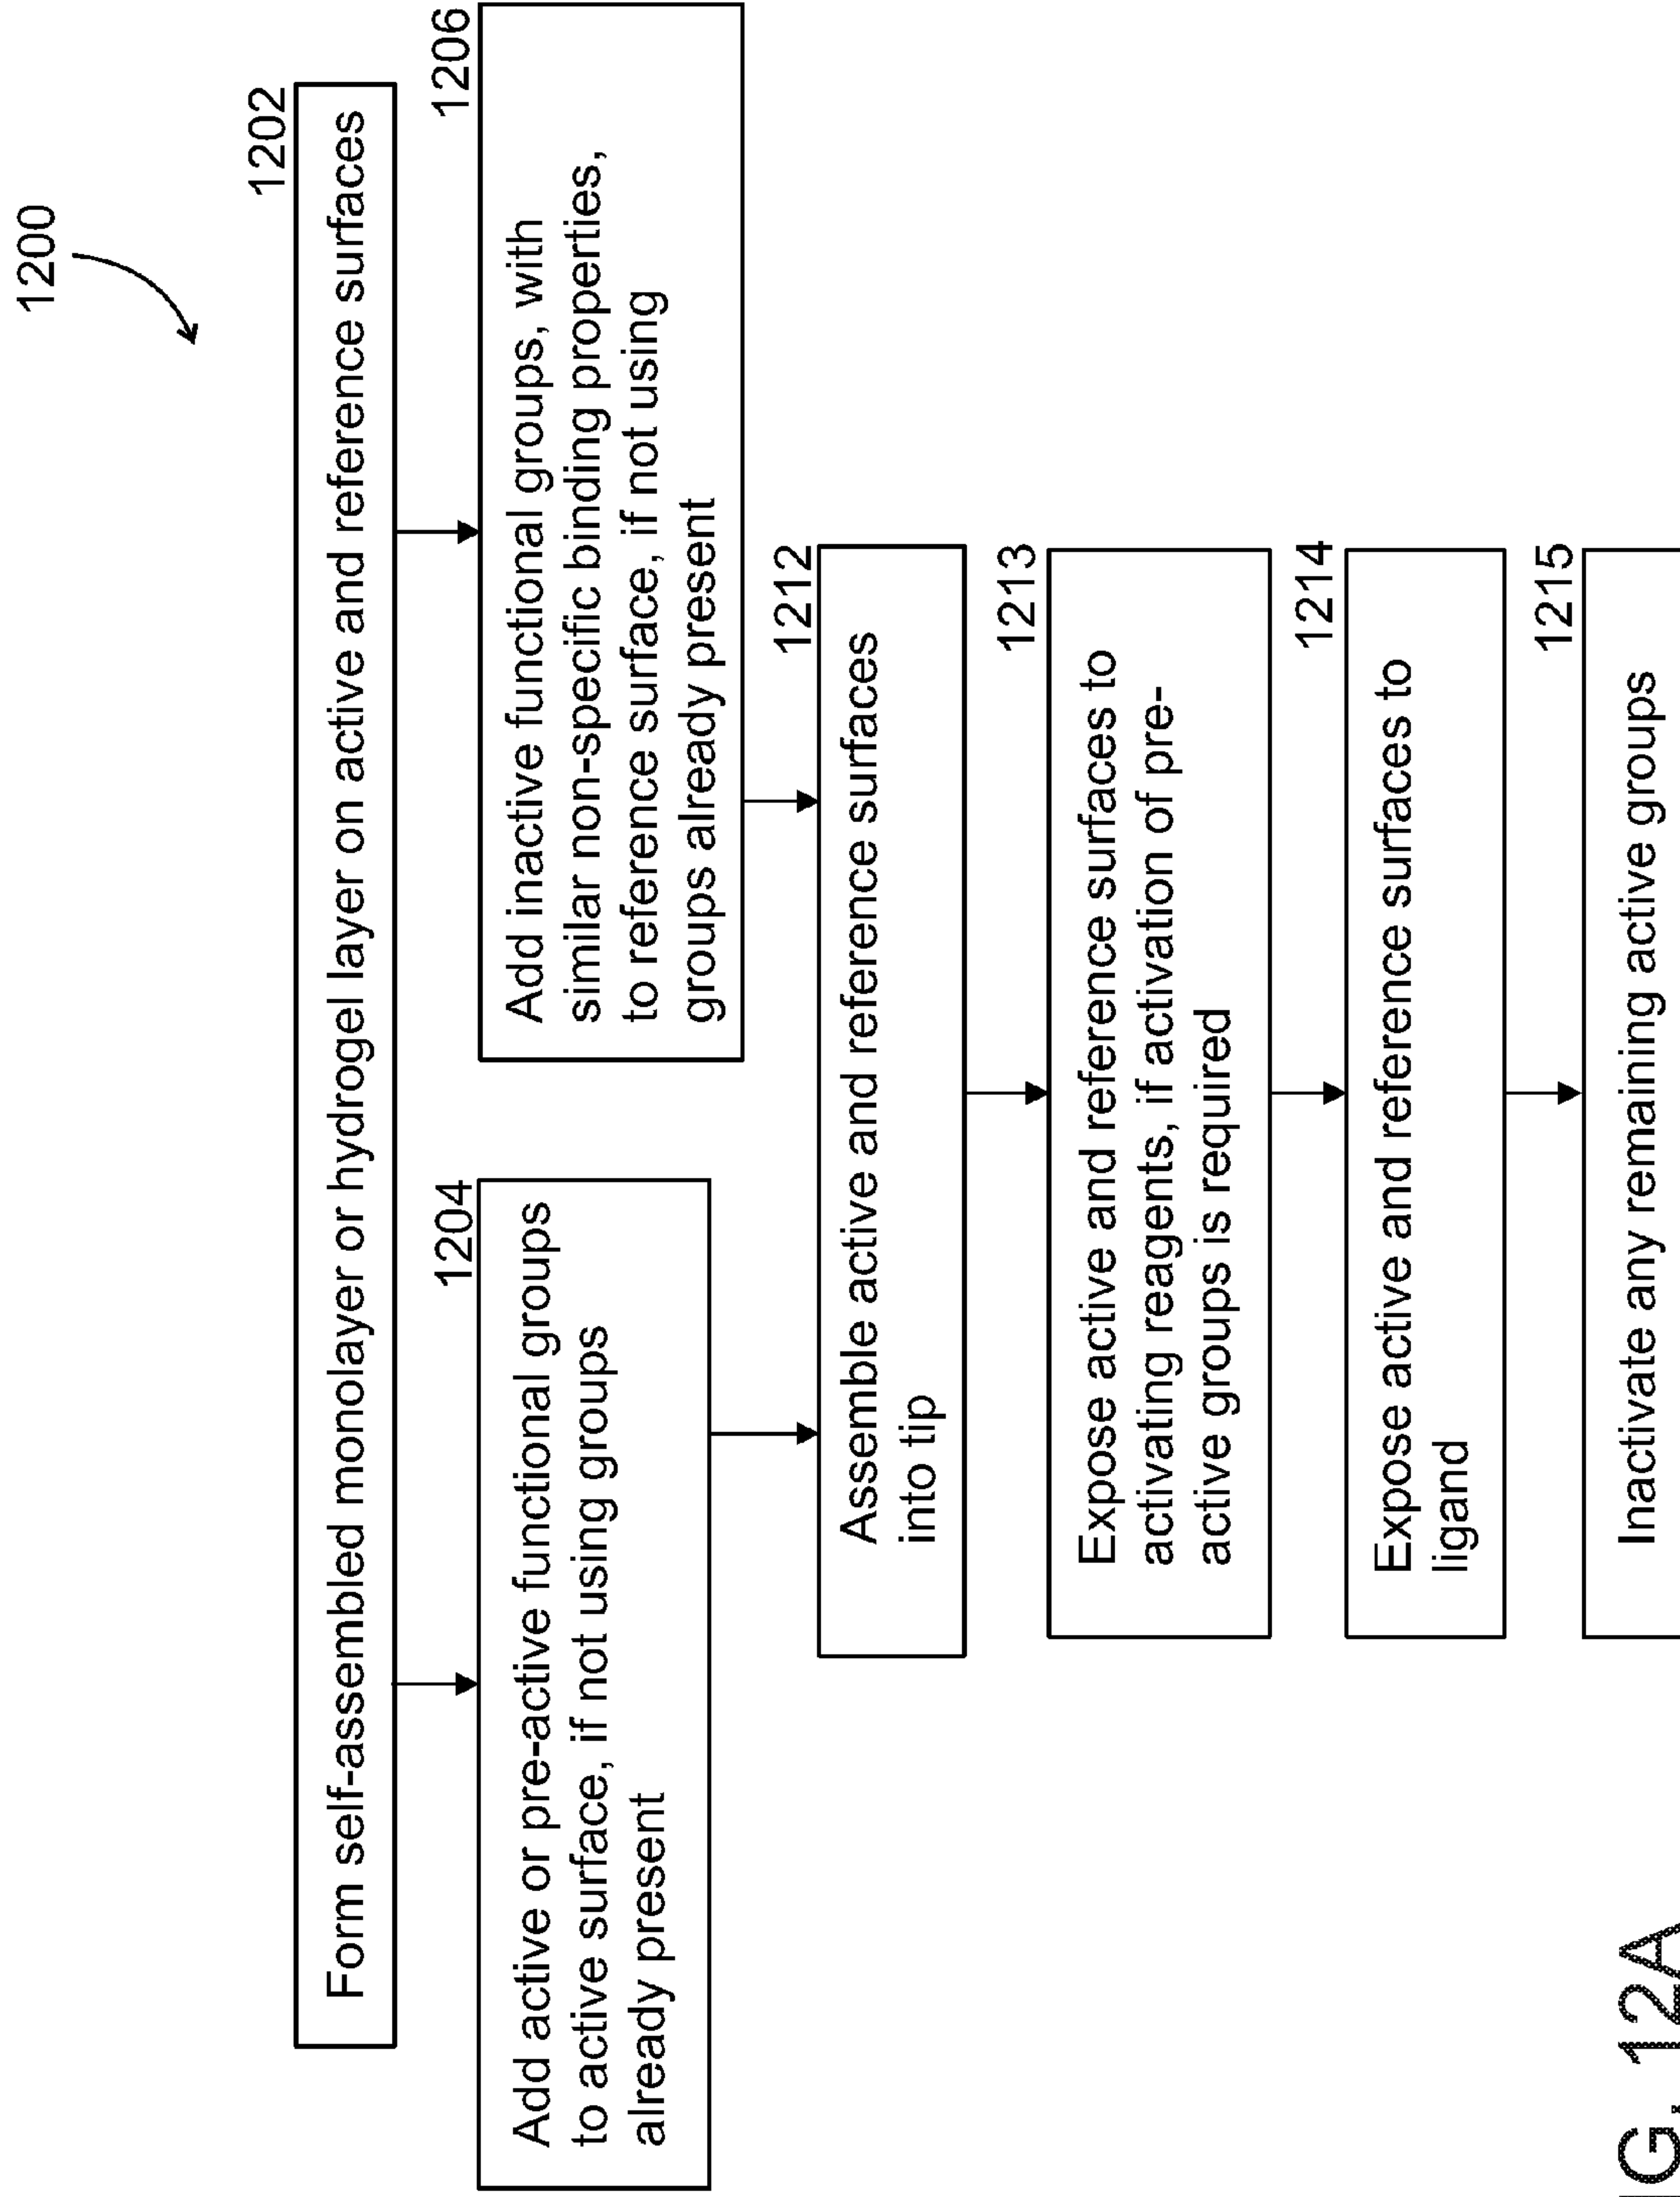 1200
1202
Form self-assembled monolayer or hydrogel layer on active and reference surfaces
1204
Add active or pre-active functional groups
to active surface, if not using groups
already present
1206
Add inactive functional groups, with
similar non-specific binding properties,
to reference surface, if not using
groups already present
1212
Assemble active and reference surfaces
into tip
1213
Expose active and reference surfaces to
activating reagents, if activation of pre-
active groups is required
1214
Expose active and reference surfaces to
ligand
1215
Inactivate any remaining active groups
IG. 12A